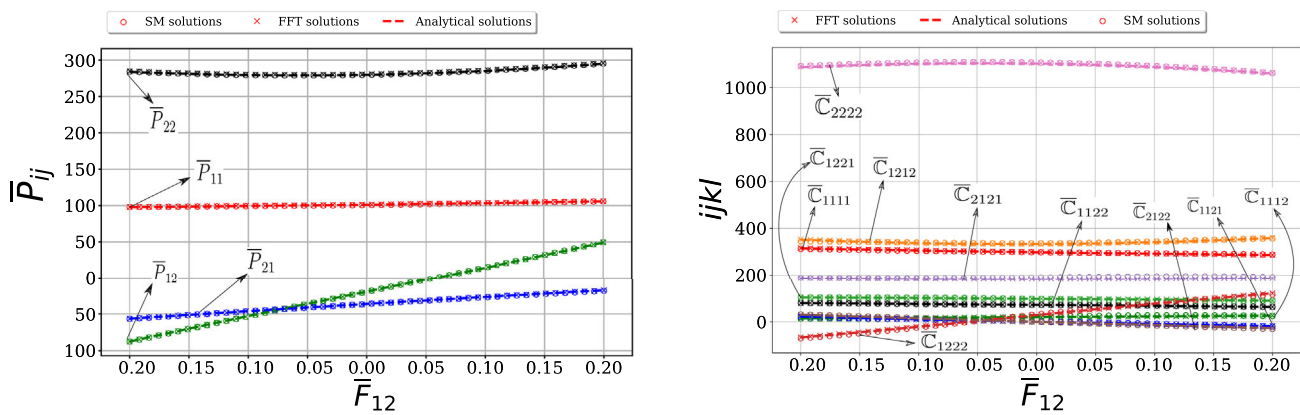 SM solutions FFT solutions Analytical solutions
300
250
200
150
100
50
0
50
100
P̅ij
P̅22
P̅11
P̅12
P̅21
0.20 0.15 0.10 0.05 0.00 0.05 0.10 0.15 0.20
F̅12
FFT solutions Analytical solutions SM solutions
1000
800
600
400
200
0
ijkl
C̅2222
C̅1221
C̅1111
C̅1212
C̅2121
C̅1122
C̅2122
C̅1121
C̅1112
C̅1222
0.20 0.15 0.10 0.05 0.00 0.05 0.10 0.15 0.20
F̅12